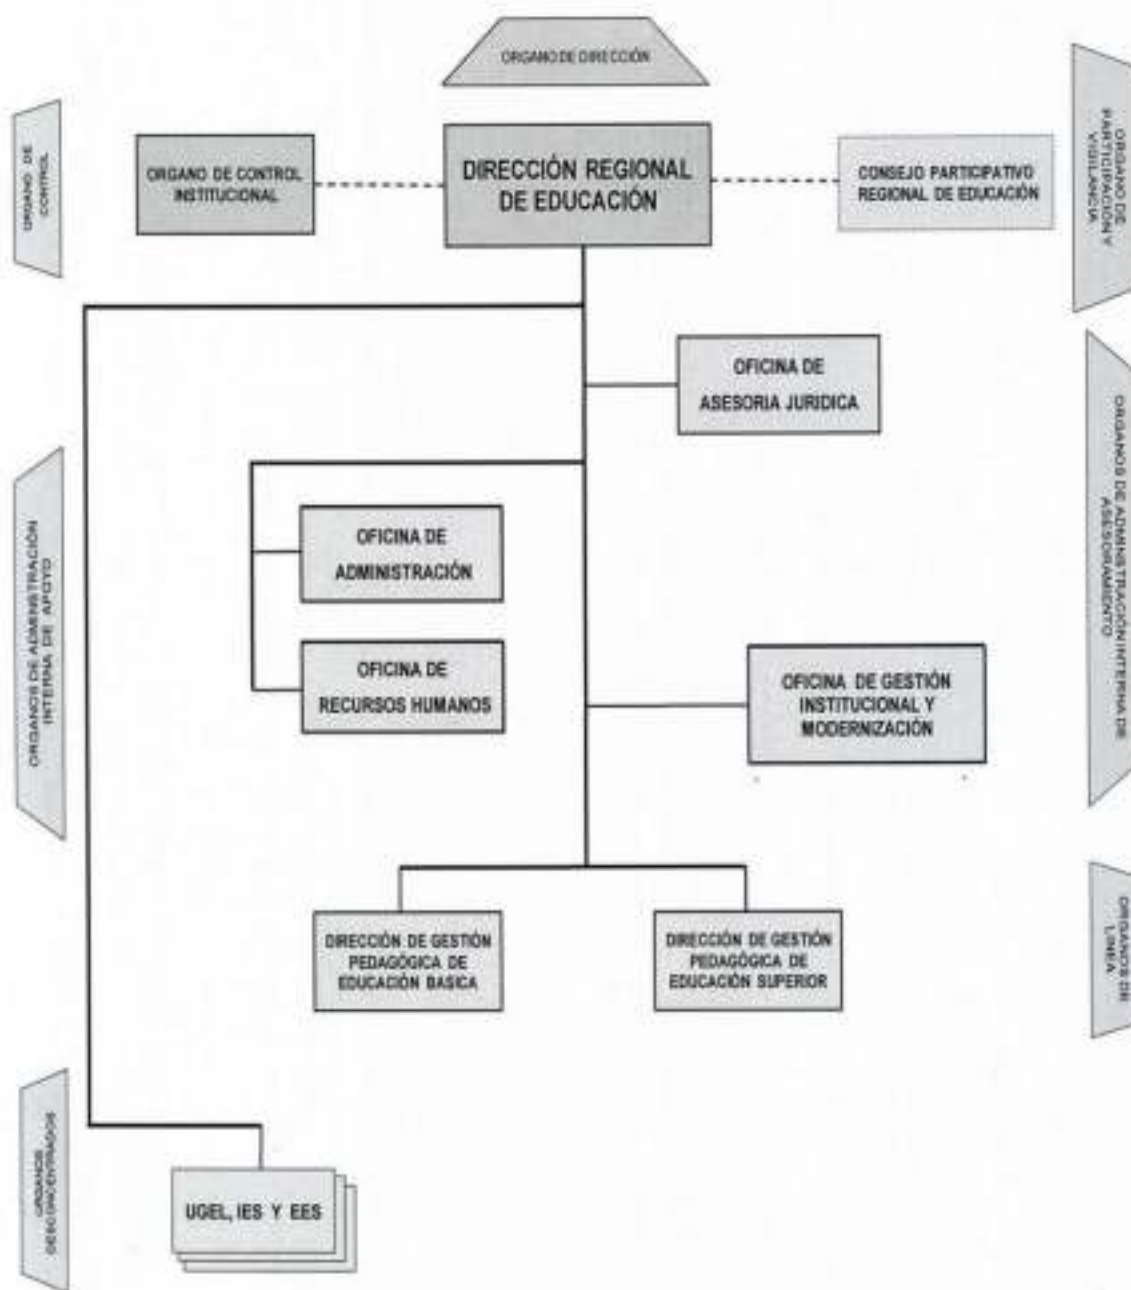 ORGANO DE DIRECCIÓN
ORGANO DE
CONTROL
ORGANO DE CONTROL
INSTITUCIONAL
DIRECCIÓN REGIONAL
DE EDUCACIÓN
CONSEJO PARTICIPATIVO
REGIONAL DE EDUCACIÓN
ORGANO DE
PARTICIPACIÓN Y
VIGILANCIA
OFICINA DE
ASESORIA JURIDICA
ORGANOS DE ADMINISTRACIÓN INTERNA DE
ASESORAMIENTO
ORGANOS DE ADMINISTRACIÓN
INTERNA DE APOYO
OFICINA DE
ADMINISTRACIÓN
OFICINA DE
RECURSOS HUMANOS
OFICINA DE GESTIÓN
INSTITUCIONAL Y
MODERNIZACIÓN
DIRECCIÓN DE GESTIÓN
PEDAGÓGICA DE
EDUCACIÓN BASICA
DIRECCIÓN DE GESTIÓN
PEDAGÓGICA DE
EDUCACIÓN SUPERIOR
ORGANOS DE
LINEA
ORGANOS
DESCONCENTRADOS
UGEL, IES Y EES